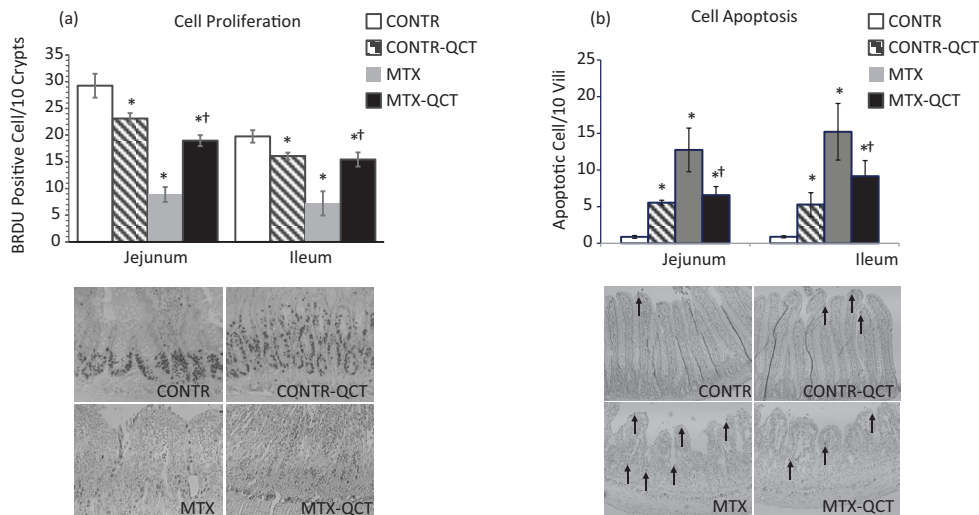 (a)
Cell Proliferation
CONTR
CONTR-QCT
MTX
MTX-QCT
BRDU Positive Cell/10 Crypts
35
30
25
20
15
10
5
0
*
*
*†
*
*
*†
Jejunum
Ileum
CONTR
CONTR-QCT
MTX
MTX-QCT
(b)
Cell Apoptosis
CONTR
CONTR-QCT
MTX
MTX-QCT
Apoptotic Cell/10 Vili
25
20
15
10
5
0
*
*
*†
*
*
*†
Jejunum
Ileum
CONTR
CONTR-QCT
MTX
MTX-QCT